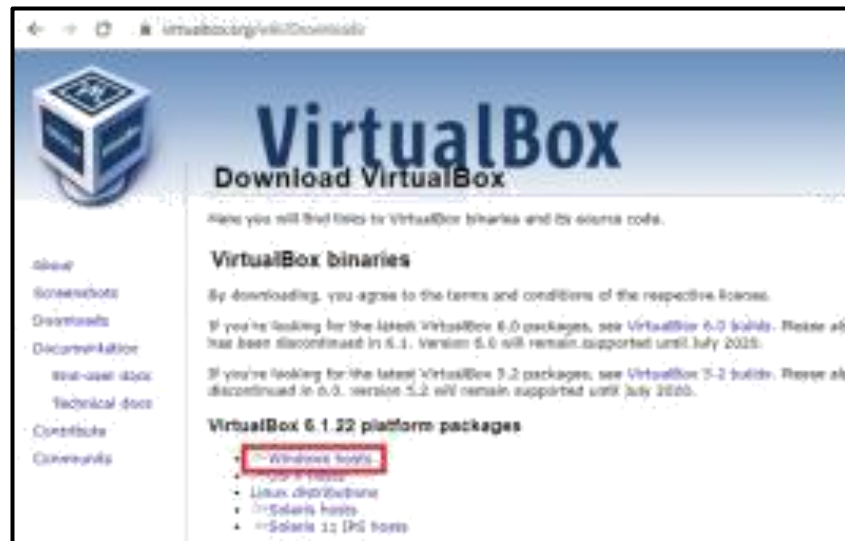 virtualbox.org/wiki/Downloads
VirtualBox
Download VirtualBox
Here you will find links to VirtualBox binaries and its source code.
VirtualBox binaries
By downloading, you agree to the terms and conditions of the respective license.
If you're looking for the latest VirtualBox 6.0 packages, see VirtualBox 6.0 builds. Please
has been discontinued in 6.1. Version 6.0 will remain supported until July 2020.
If you're looking for the latest VirtualBox 5.2 packages, see VirtualBox 5.2 builds. Please
discontinued in 6.0. Version 5.2 will remain supported until July 2020.
VirtualBox 6.1.22 platform packages
Windows hosts
OS X hosts
Linux distributions
Solaris hosts
Solaris 11 IPS hosts
About
Screenshots
Downloads
Documentation
End-user docs
Technical docs
Contribute
Community